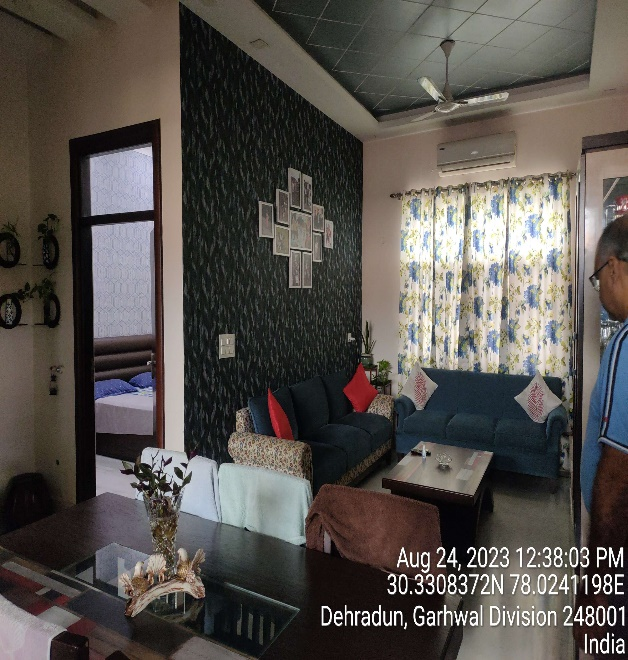 Aug 24, 2023 12:38:03 PM
30.3308372N 78.0241198E
Dehradun, Garhwal Division 248001
India